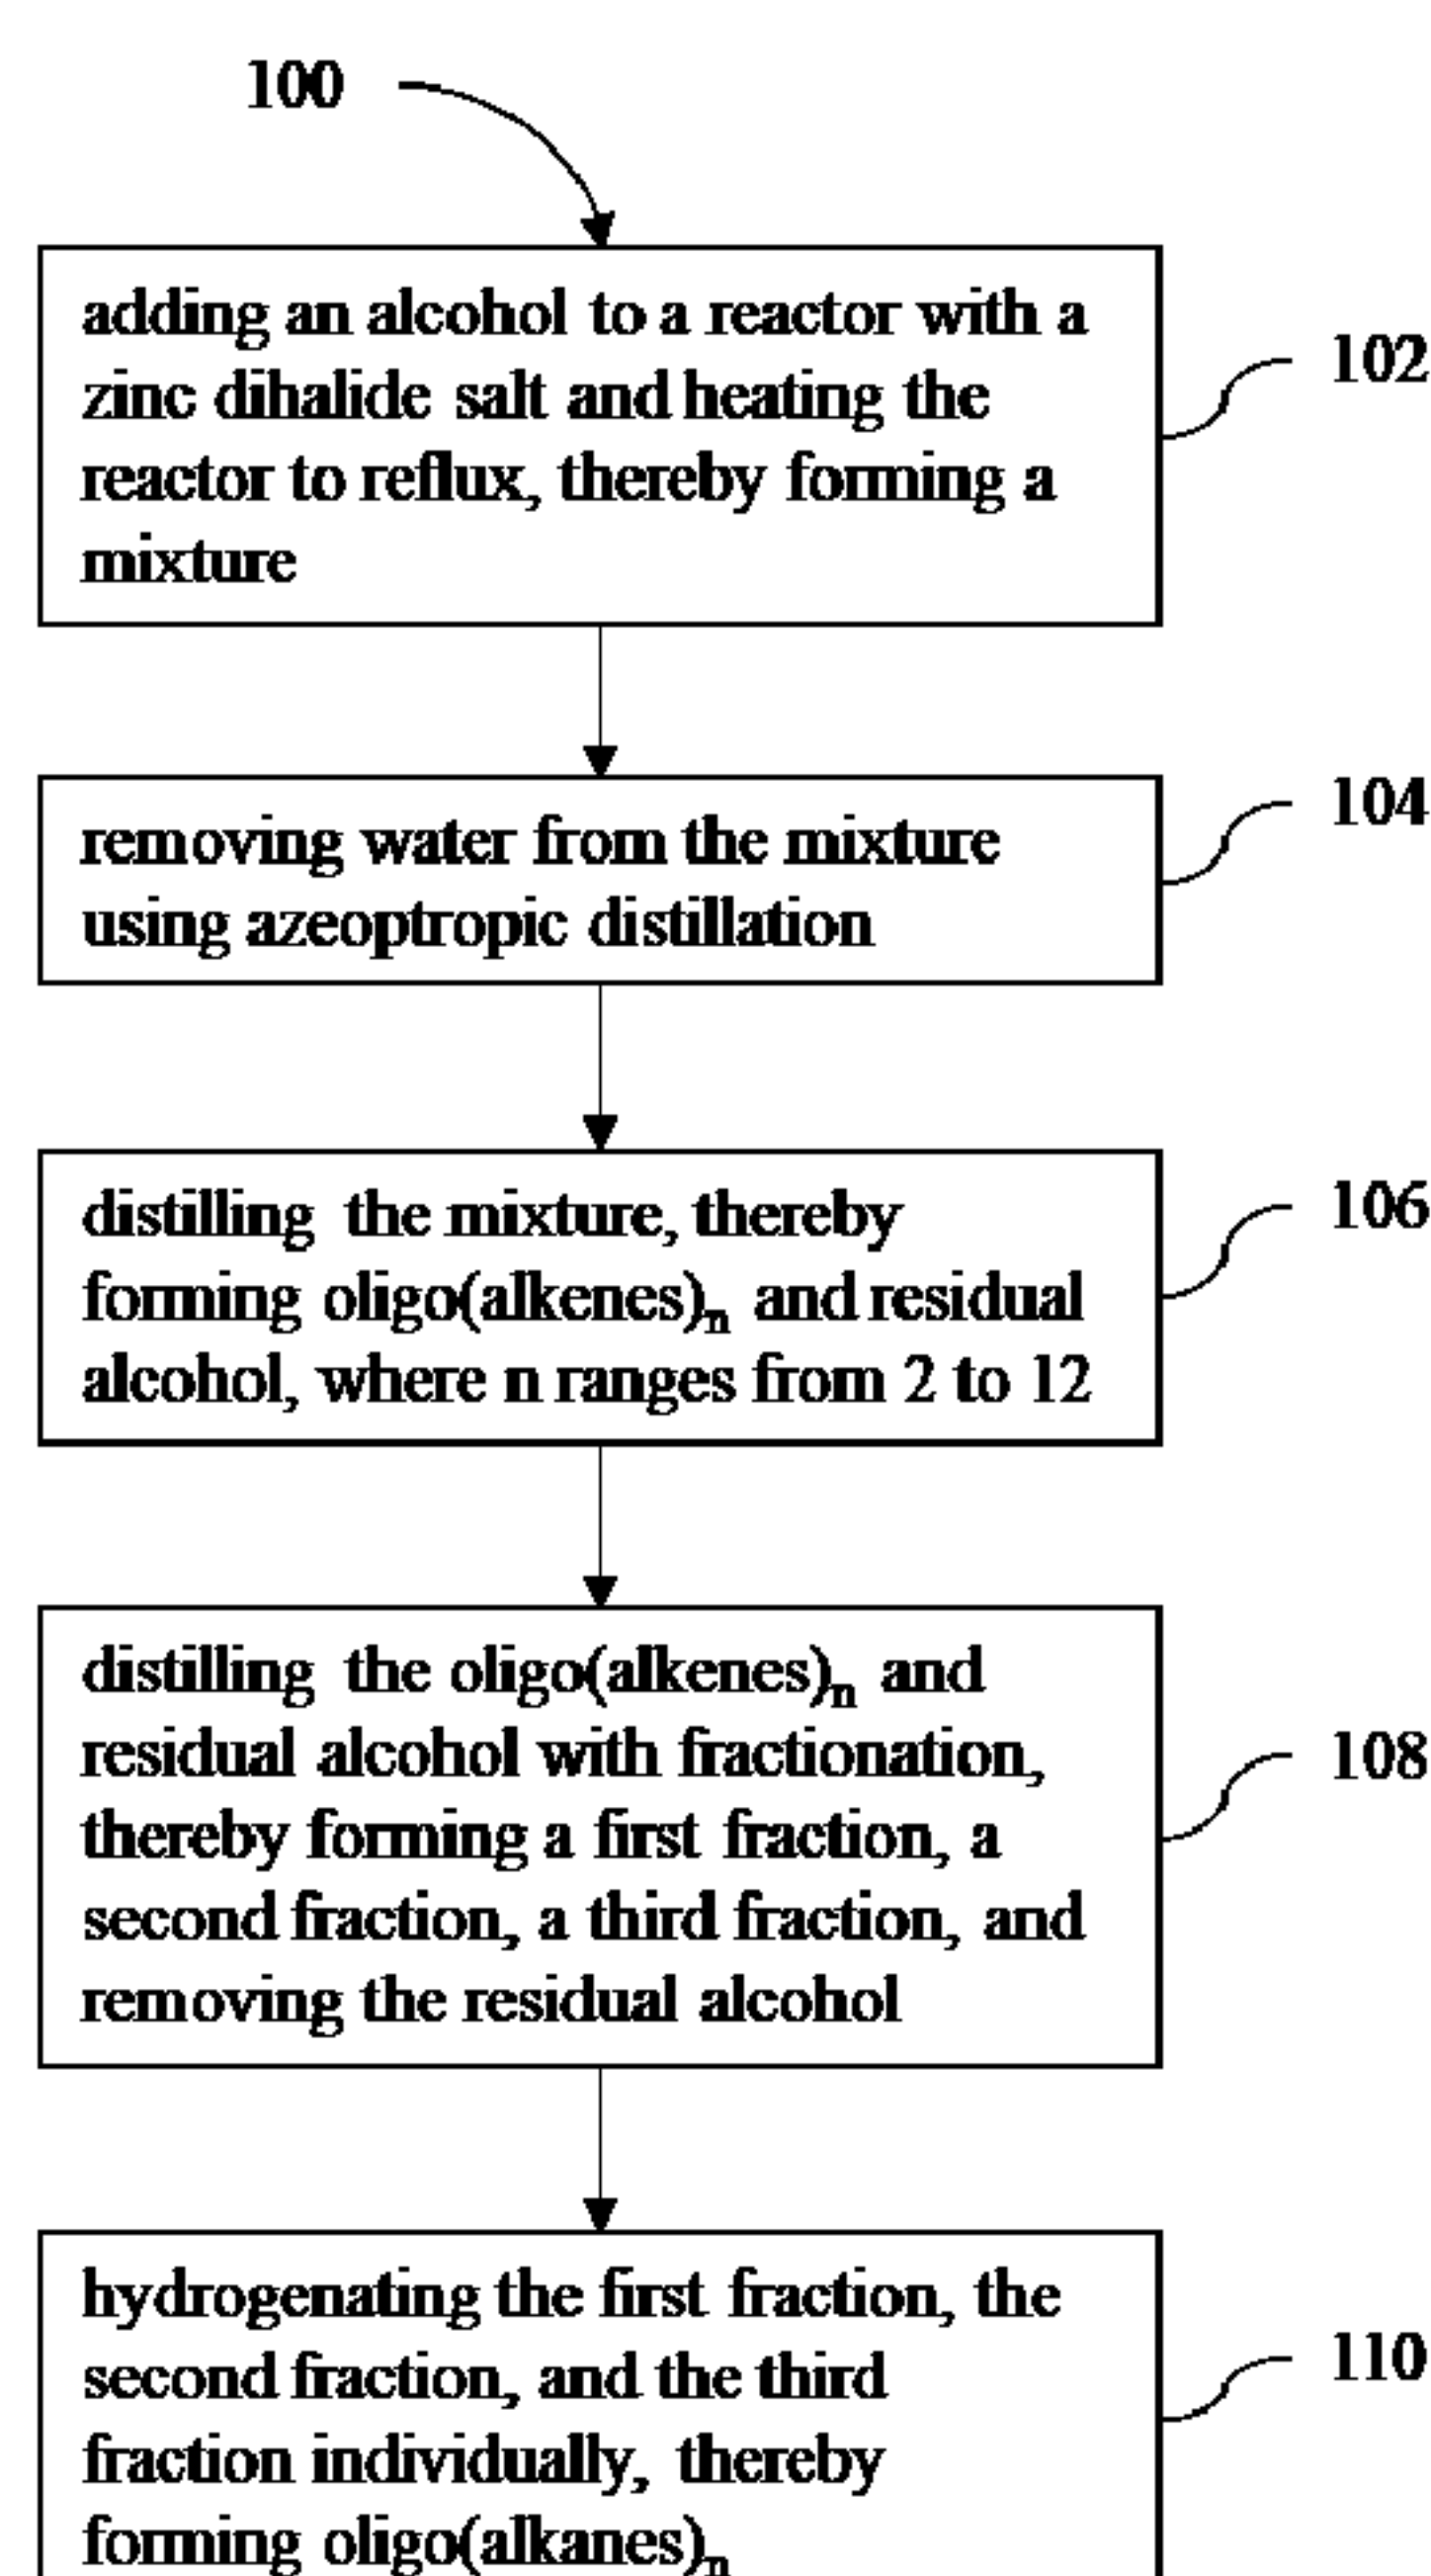 100
adding an alcohol to a reactor with a
zinc dihalide salt and heating the
reactor to reflux, thereby forming a
mixture
102
removing water from the mixture
using azeoptropic distillation
104
distilling the mixture, thereby
forming oligo(alkenes)n and residual
alcohol, where n ranges from 2 to 12
106
distilling the oligo(alkenes)n and
residual alcohol with fractionation,
thereby forming a first fraction, a
second fraction, a third fraction, and
removing the residual alcohol
108
hydrogenating the first fraction, the
second fraction, and the third
fraction individually, thereby
forming oligo(alkanes)n
110